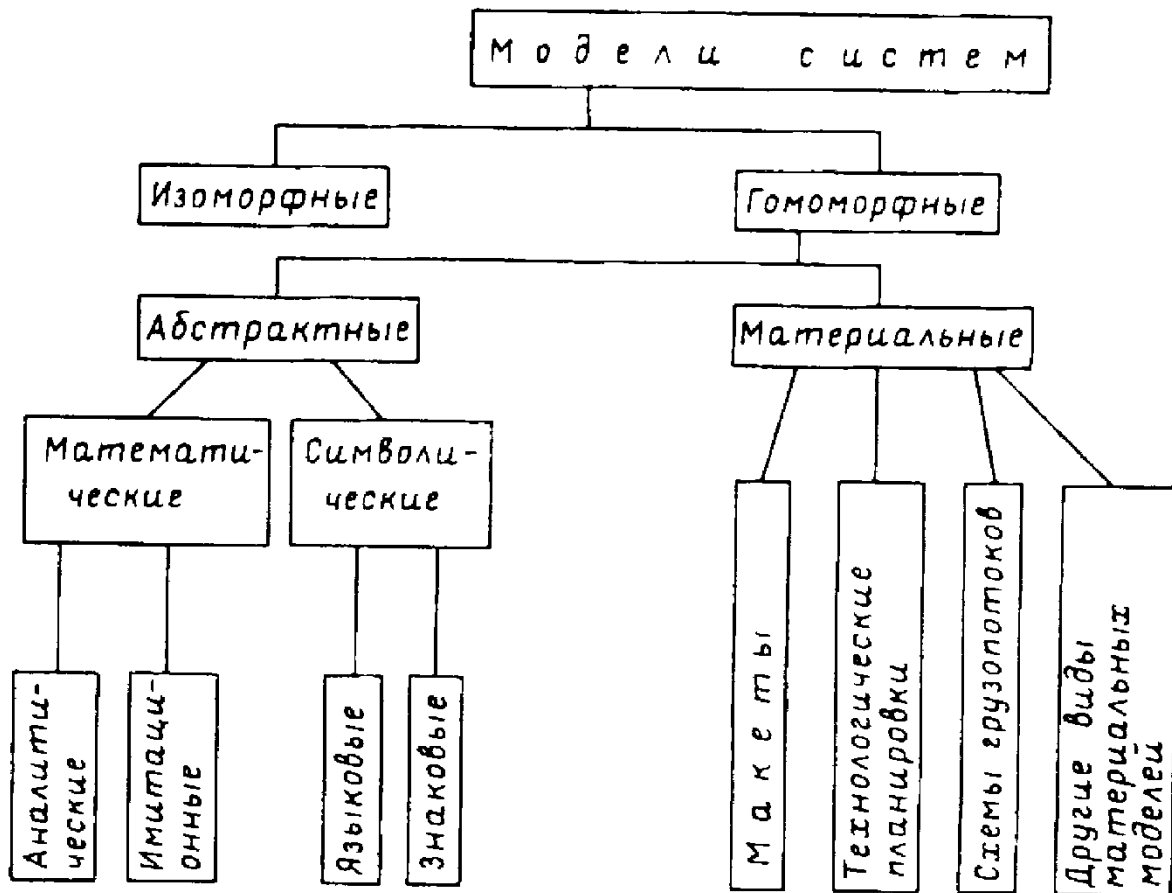 Модели систем
Изоморфные
Гомоморфные
Абстрактные
Материальные
Математи-
ческие
Символи-
ческие
Аналити-
ческие
Имитаци-
онные
Языковые
Знаковые
Макеты
Технологические
планировки
Схемы грузопотоков
Другие виды
материальных
моделей